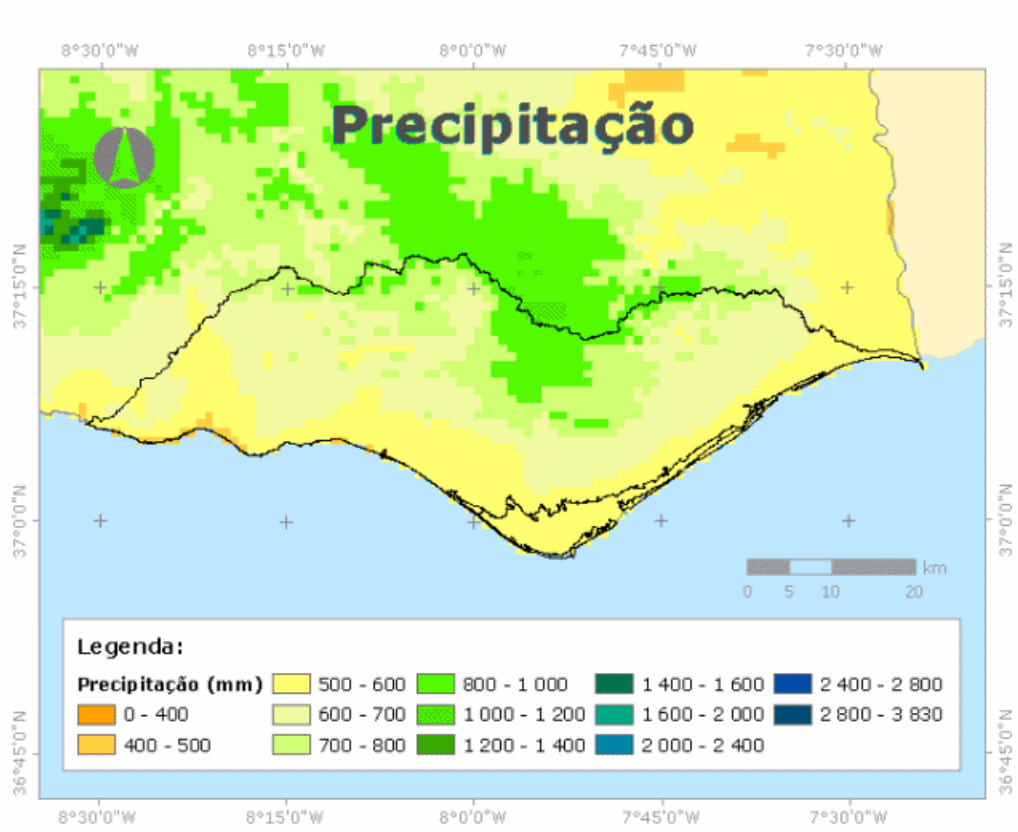 8°30'0"W 8°15'0"W 8°0'0"W 7°45'0"W 7°30'0"W
Precipitação
37°15'0"N 37°15'0"N
37°0'0"N 37°0'0"N
km
0 5 10 20
Legenda:
Precipitação (mm) 500 - 600 800 - 1 000 1 400 - 1 600 2 400 - 2 800
0 - 400 600 - 700 1 000 - 1 200 1 600 - 2 000 2 800 - 3 830
400 - 500 700 - 800 1 200 - 1 400 2 000 - 2 400
36°45'0"N 36°45'0"N
8°30'0"W 8°15'0"W 8°0'0"W 7°45'0"W 7°30'0"W